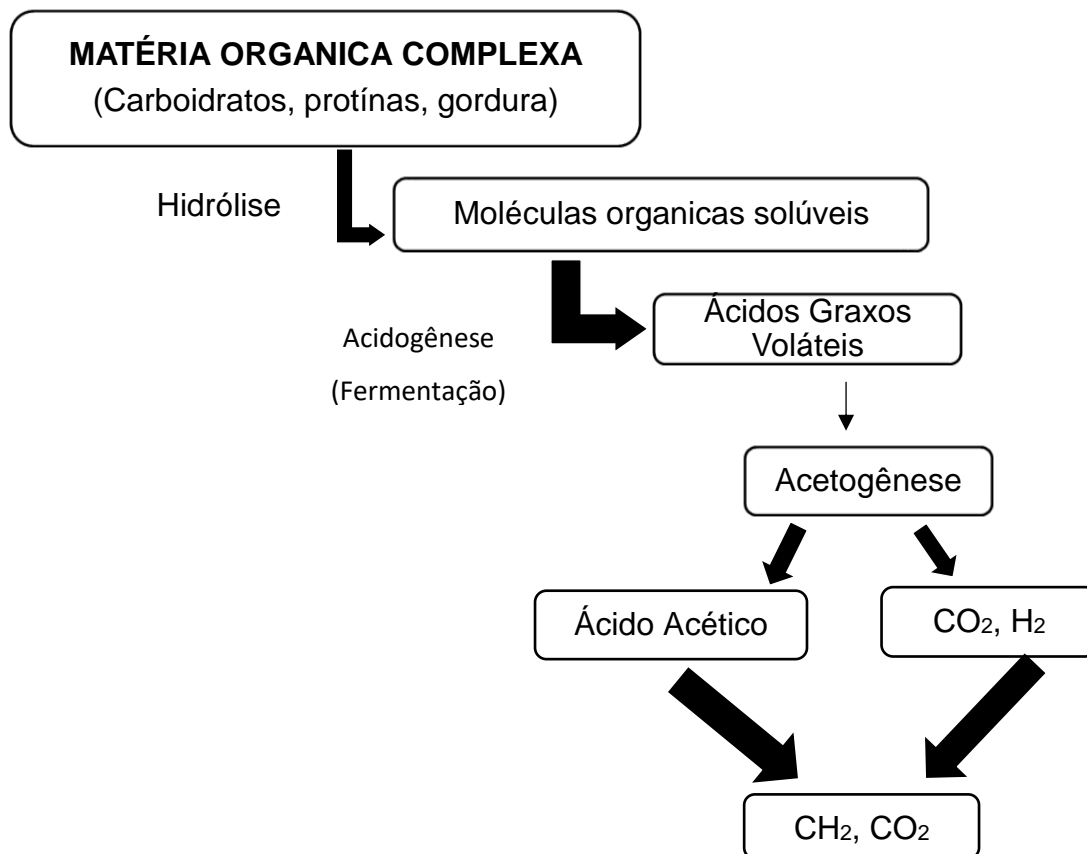 MATÉRIA ORGANICA COMPLEXA
(Carboidratos, protínas, gordura)
Hidrólise
Moléculas organicas solúveis
Acidogênese
(Fermentação)
Ácidos Graxos
Voláteis
Acetogênese
Ácido Acético
CO₂, H₂
CH₂, CO₂